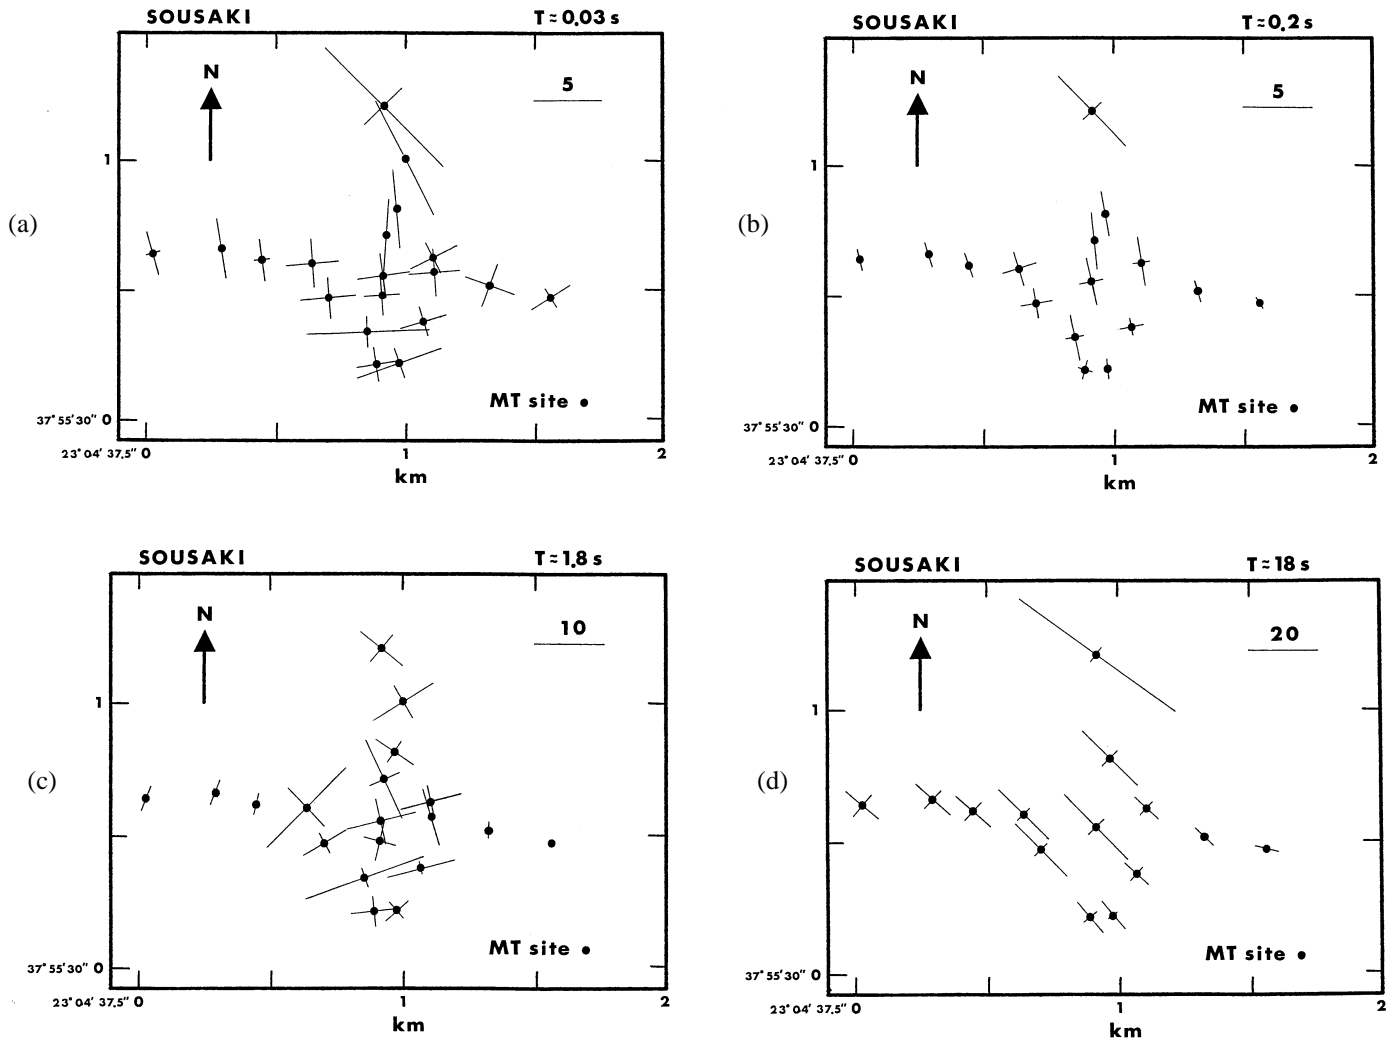 SOUSAKI T ≈ 0.03 s
N
5
1
(a)
MT site
37° 55' 30" 0
23° 04' 37.5" 0 1 2
km
SOUSAKI T ≈ 0.2 s
N
5
1
(b)
MT site
37° 55' 30" 0
23° 04' 37.5" 0 1 2
km
SOUSAKI T ≈ 1.8 s
N
10
1
(c)
MT site
37° 55' 30" 0
23° 04' 37.5" 0 1 2
km
SOUSAKI T ≈ 18 s
N
20
1
(d)
MT site
37° 55' 30" 0
23° 04' 37.5" 0 1 2
km